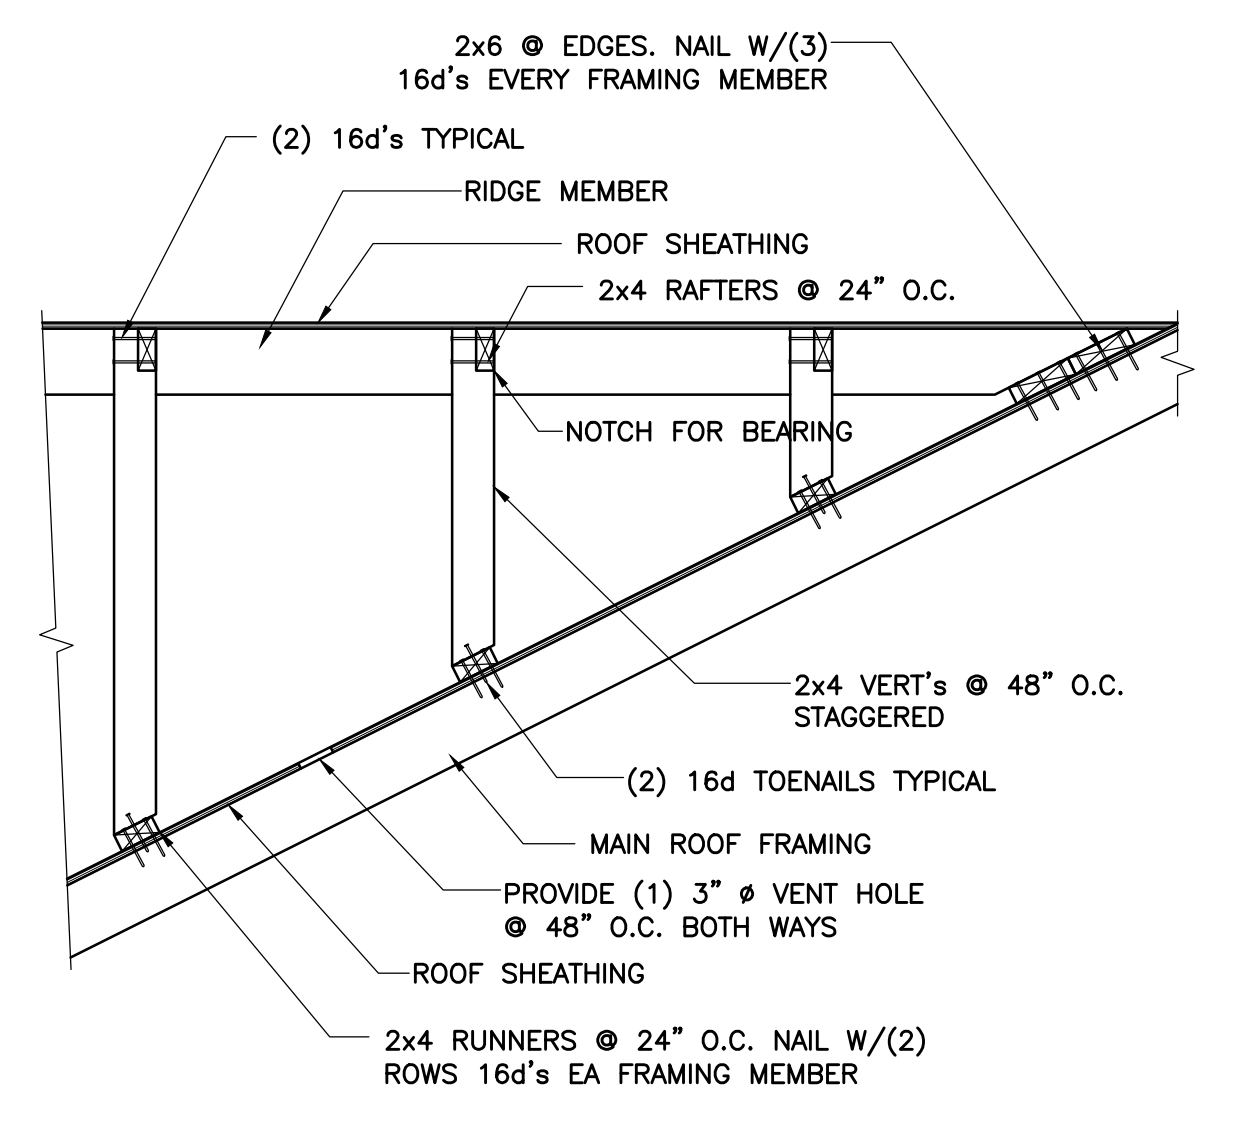 2x6 @ EDGES. NAIL W/(3)
16d's EVERY FRAMING MEMBER
(2) 16d's TYPICAL
RIDGE MEMBER
ROOF SHEATHING
2x4 RAFTERS @ 24" O.C.
NOTCH FOR BEARING
2x4 VERT's @ 48" O.C.
STAGGERED
(2) 16d TOENAILS TYPICAL
MAIN ROOF FRAMING
PROVIDE (1) 3" ø VENT HOLE
@ 48" O.C. BOTH WAYS
ROOF SHEATHING
2x4 RUNNERS @ 24" O.C. NAIL W/(2)
ROWS 16d's EA FRAMING MEMBER